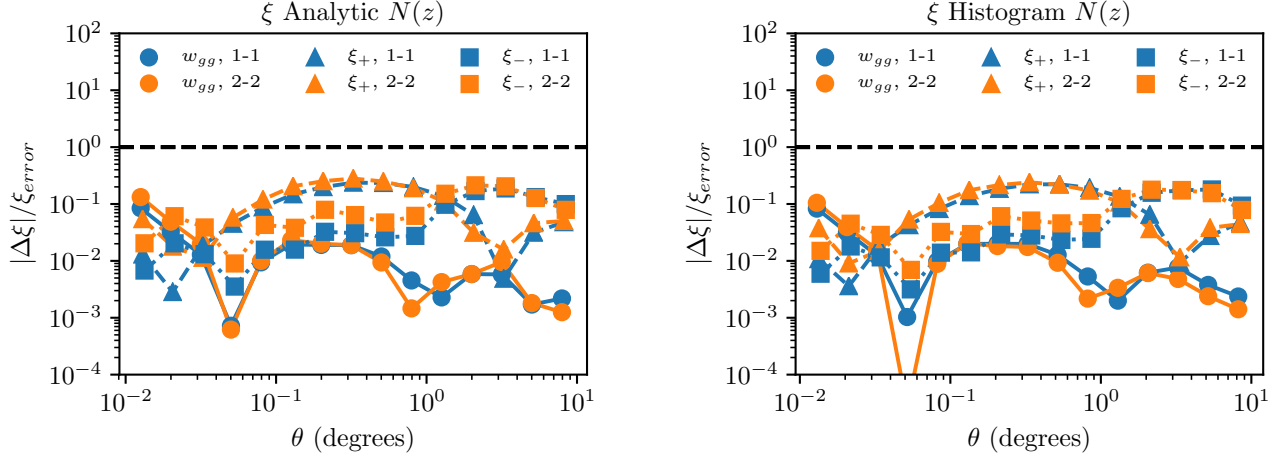 ξ Analytic N(z)
w_gg, 1-1 ξ_+, 1-1 ξ_−, 1-1
w_gg, 2-2 ξ_+, 2-2 ξ_−, 2-2
|Δξ|/ξ_error
10^2
10^1
10^0
10^−1
10^−2
10^−3
10^−4
10^−2 10^−1 10^0 10^1
θ (degrees)
ξ Histogram N(z)
w_gg, 1-1 ξ_+, 1-1 ξ_−, 1-1
w_gg, 2-2 ξ_+, 2-2 ξ_−, 2-2
|Δξ|/ξ_error
10^2
10^1
10^0
10^−1
10^−2
10^−3
10^−4
10^−2 10^−1 10^0 10^1
θ (degrees)